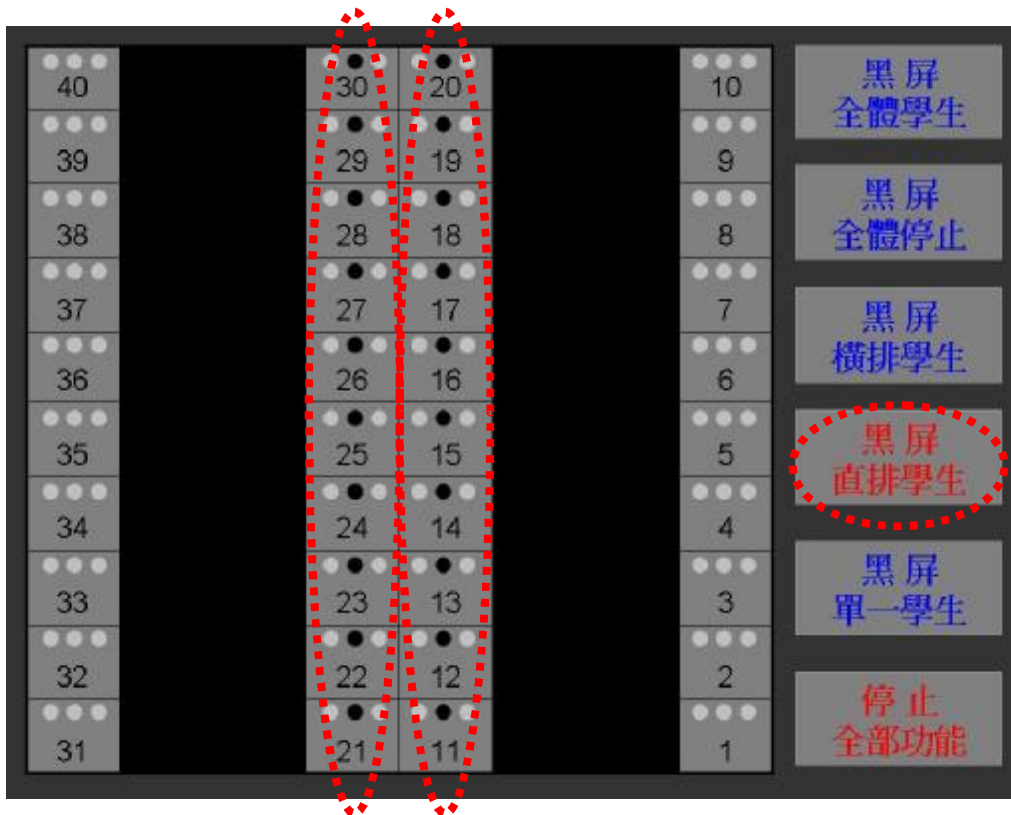 40 30 20 10
39 29 19 9
38 28 18 8
37 27 17 7
36 26 16 6
35 25 15 5
34 24 14 4
33 23 13 3
32 22 12 2
31 21 11 1
黑 屏
全體學生
黑 屏
全體停止
黑 屏
橫排學生
黑 屏
直排學生
黑 屏
單一學生
停 止
全部功能